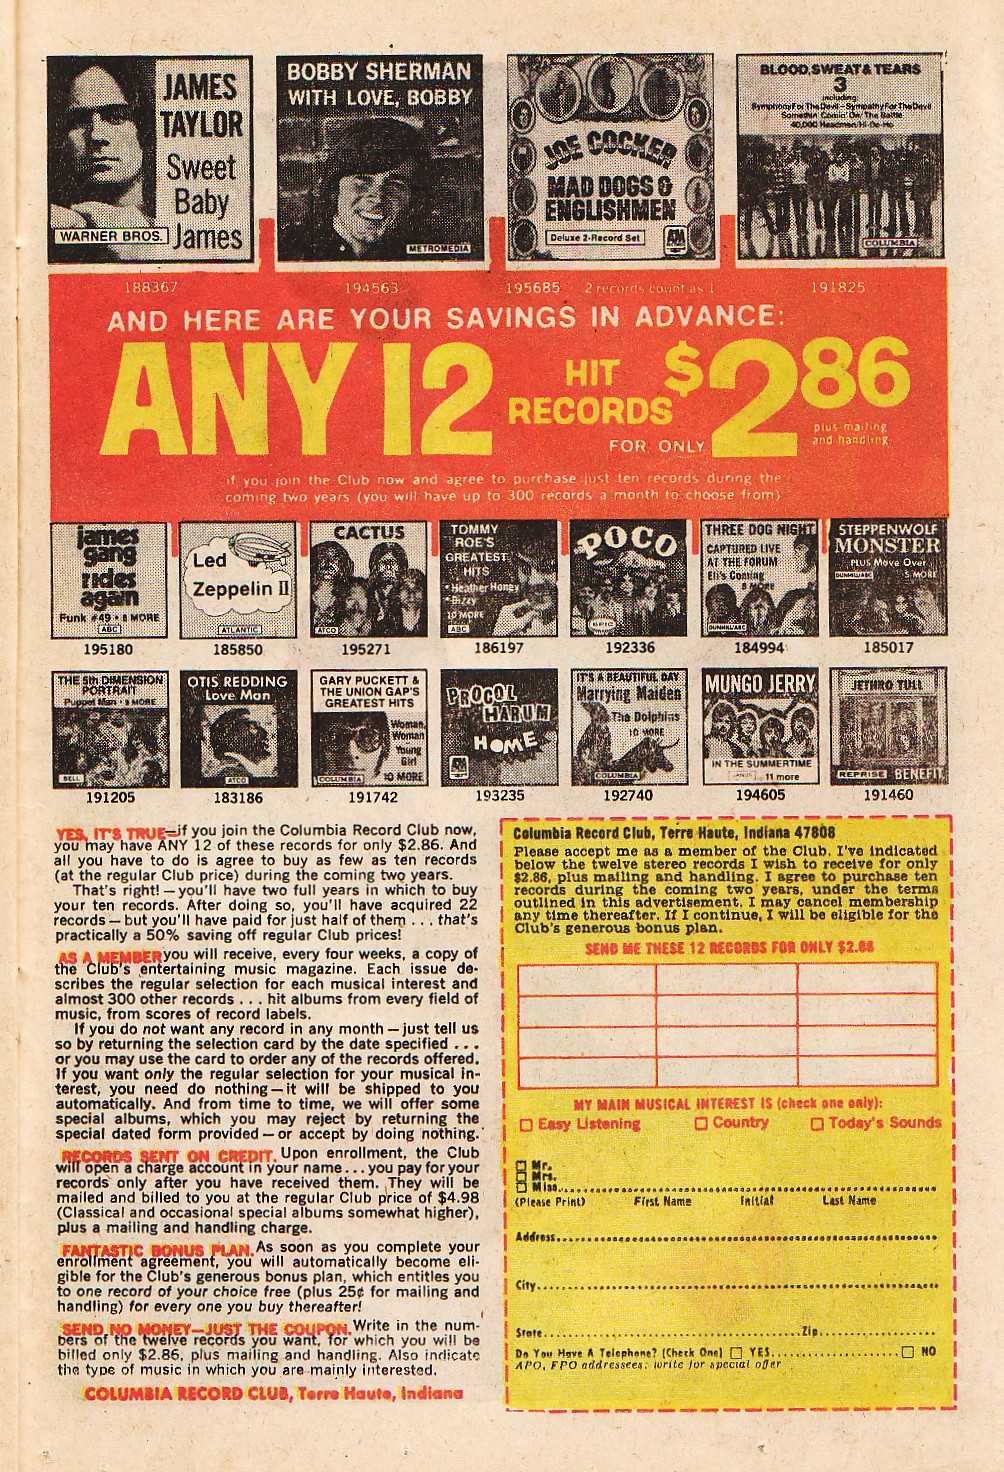 JAMES
TAYLOR
Sweet
Baby
James
WARNER BROS.
BOBBY SHERMAN
WITH LOVE, BOBBY
METROMEDIA
JOE COCKER
MAD DOGS &
ENGLISHMEN
Deluxe 2-Record Set
A&M
BLOOD, SWEAT & TEARS
3
including:
Symphony For The Devil-Sympathy For The Devil
Somethin' Comin' On/The Battle
40,000 Headmen/Hi-De-Ho
COLUMBIA
188367
194563
195685 2 records count as 1
191825
AND HERE ARE YOUR SAVINGS IN ADVANCE:
ANY 12 HIT RECORDS
FOR ONLY $2 86
plus mailing
and handling
if you join the Club now and agree to purchase just ten records during the
coming two years (you will have up to 300 records a month to choose from)
james
gang
rides
again
Funk #49 • 8 MORE
ABC
Led
Zeppelin II
ATLANTIC
CACTUS
ATCO
TOMMY
ROE'S
GREATEST
HITS
• Heather Honey
• Dizzy
10 MORE
ABC
POCO
EPIC
THREE DOG NIGHT
CAPTURED LIVE
AT THE FORUM
Eli's Coming
8 MORE
DUNHILL/ABC
STEPPENWOLF
MONSTER
PLUS Move Over
5 MORE
DUNHILL/ABC
195180
185850
195271
186197
192336
184994
185017
THE 5th DIMENSION
PORTRAIT
Puppet Man • 9 MORE
BELL
OTIS REDDING
Love Man
ATCO
GARY PUCKETT &
THE UNION GAP'S
GREATEST HITS
Woman,
Woman
Young
Girl
10 MORE
COLUMBIA
PROCOL
HARUM
HOME
A&M
IT'S A BEAUTIFUL DAY
Marrying Maiden
The Dolphins
10 MORE
COLUMBIA
MUNGO JERRY
IN THE SUMMERTIME
JANUS
11 more
JETHRO TULL
REPRISE
BENEFIT
191205
183186
191742
193235
192740
194605
191460
YES, IT'S TRUE—if you join the Columbia Record Club now,
you may have ANY 12 of these records for only $2.86. And
all you have to do is agree to buy as few as ten records
(at the regular Club price) during the coming two years.
That's right!—you'll have two full years in which to buy
your ten records. After doing so, you'll have acquired 22
records—but you'll have paid for just half of them . . . that's
practically a 50% saving off regular Club prices!
AS A MEMBER you will receive, every four weeks, a copy of
the Club's entertaining music magazine. Each issue de-
scribes the regular selection for each musical interest and
almost 300 other records . . . hit albums from every field of
music, from scores of record labels.
If you do not want any record in any month—just tell us
so by returning the selection card by the date specified . . .
or you may use the card to order any of the records offered.
If you want only the regular selection for your musical in-
terest, you need do nothing—it will be shipped to you
automatically. And from time to time, we will offer some
special albums, which you may reject by returning the
special dated form provided—or accept by doing nothing.
RECORDS SENT ON CREDIT. Upon enrollment, the Club
will open a charge account in your name . . . you pay for your
records only after you have received them. They will be
mailed and billed to you at the regular Club price of $4.98
(Classical and occasional special albums somewhat higher),
plus a mailing and handling charge.
FANTASTIC BONUS PLAN. As soon as you complete your
enrollment agreement, you will automatically become eli-
gible for the Club's generous bonus plan, which entitles you
to one record of your choice free (plus 25¢ for mailing and
handling) for every one you buy thereafter!
SEND NO MONEY—JUST THE COUPON. Write in the num-
bers of the twelve records you want, for which you will be
billed only $2.86, plus mailing and handling. Also indicate
the type of music in which you are mainly interested.
COLUMBIA RECORD CLUB, Terre Haute, Indiana
Columbia Record Club, Terre Haute, Indiana 47808
Please accept me as a member of the Club. I've indicated
below the twelve stereo records I wish to receive for only
$2.86, plus mailing and handling. I agree to purchase ten
records during the coming two years, under the terms
outlined in this advertisement. I may cancel membership
any time thereafter. If I continue, I will be eligible for the
Club's generous bonus plan.
SEND ME THESE 12 RECORDS FOR ONLY $2.86
MY MAIN MUSICAL INTEREST IS (check one only):
☐ Easy Listening ☐ Country ☐ Today's Sounds
☐ Mr.
☐ Mrs.
☐ Miss
(Please Print) First Name Initial Last Name
Address
City
State Zip
Do You Have A Telephone? (Check One) ☐ YES ☐ NO
APO, FPO addressees: write for special offer